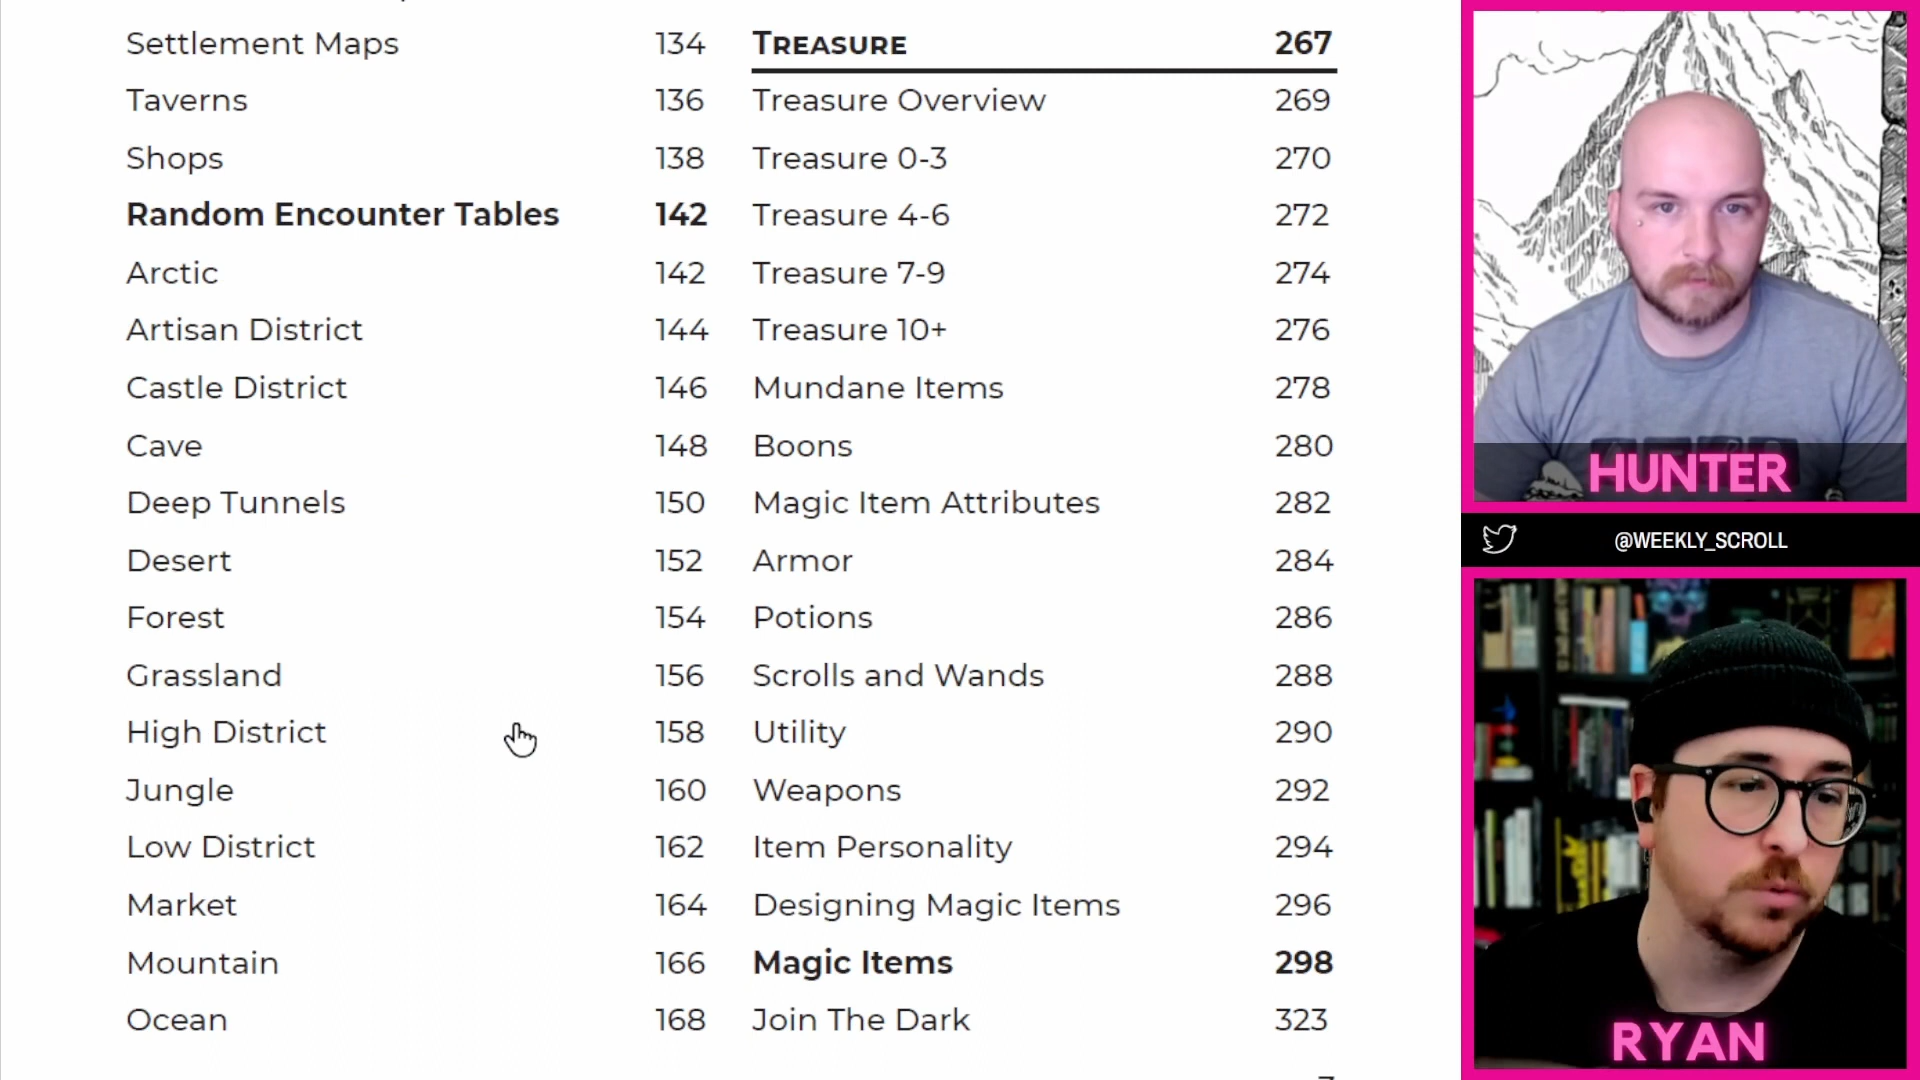 Settlement Maps 134
Taverns 136
Shops 138
Random Encounter Tables 142
Arctic 142
Artisan District 144
Castle District 146
Cave 148
Deep Tunnels 150
Desert 152
Forest 154
Grassland 156
High District 158
Jungle 160
Low District 162
Market 164
Mountain 166
Ocean 168
TREASURE 267
Treasure Overview 269
Treasure 0-3 270
Treasure 4-6 272
Treasure 7-9 274
Treasure 10+ 276
Mundane Items 278
Boons 280
Magic Item Attributes 282
Armor 284
Potions 286
Scrolls and Wands 288
Utility 290
Weapons 292
Item Personality 294
Designing Magic Items 296
Magic Items 298
Join The Dark 323
HUNTER
@WEEKLY_SCROLL
RYAN